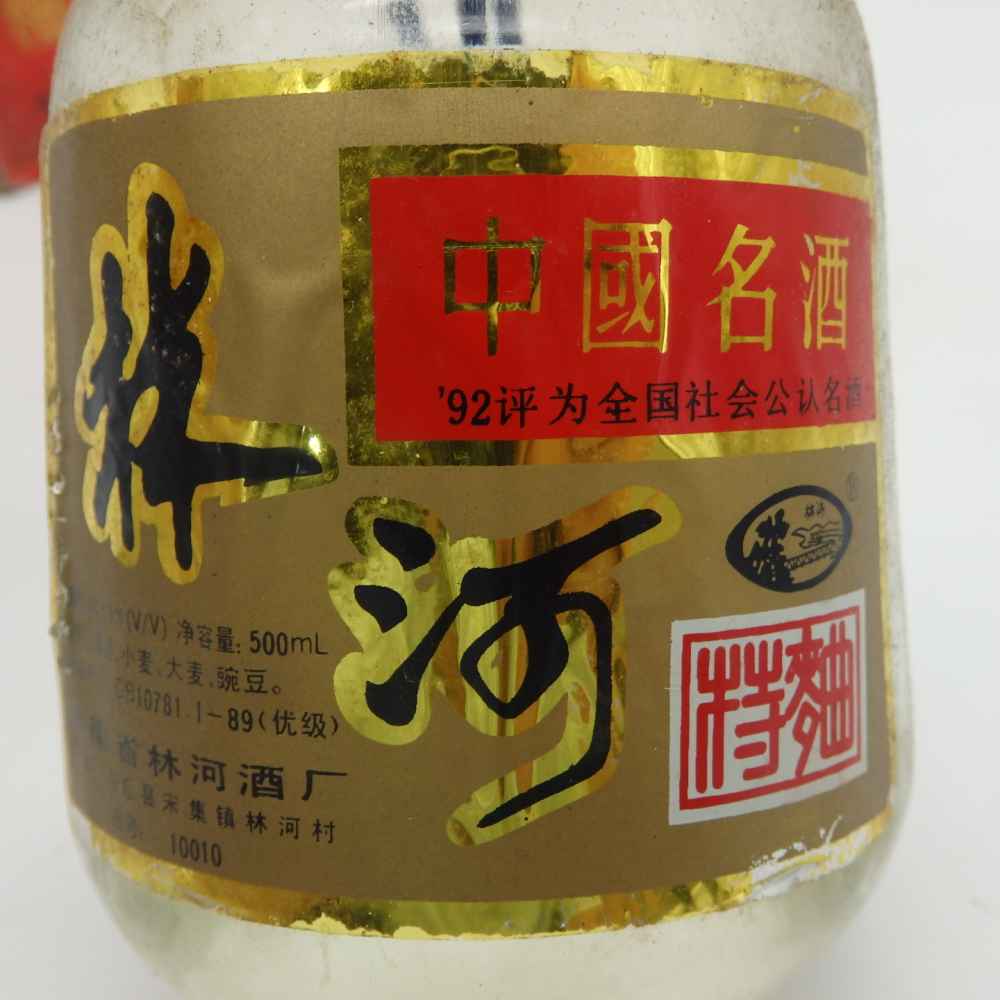 林河
中國名酒
'92评为全国社会公认名酒
特麯
(V/V) 净容量:500mL
小麦、大麦、豌豆。
GB10781.1-89(优级)
省林河酒厂
县宋集镇林河村
10010